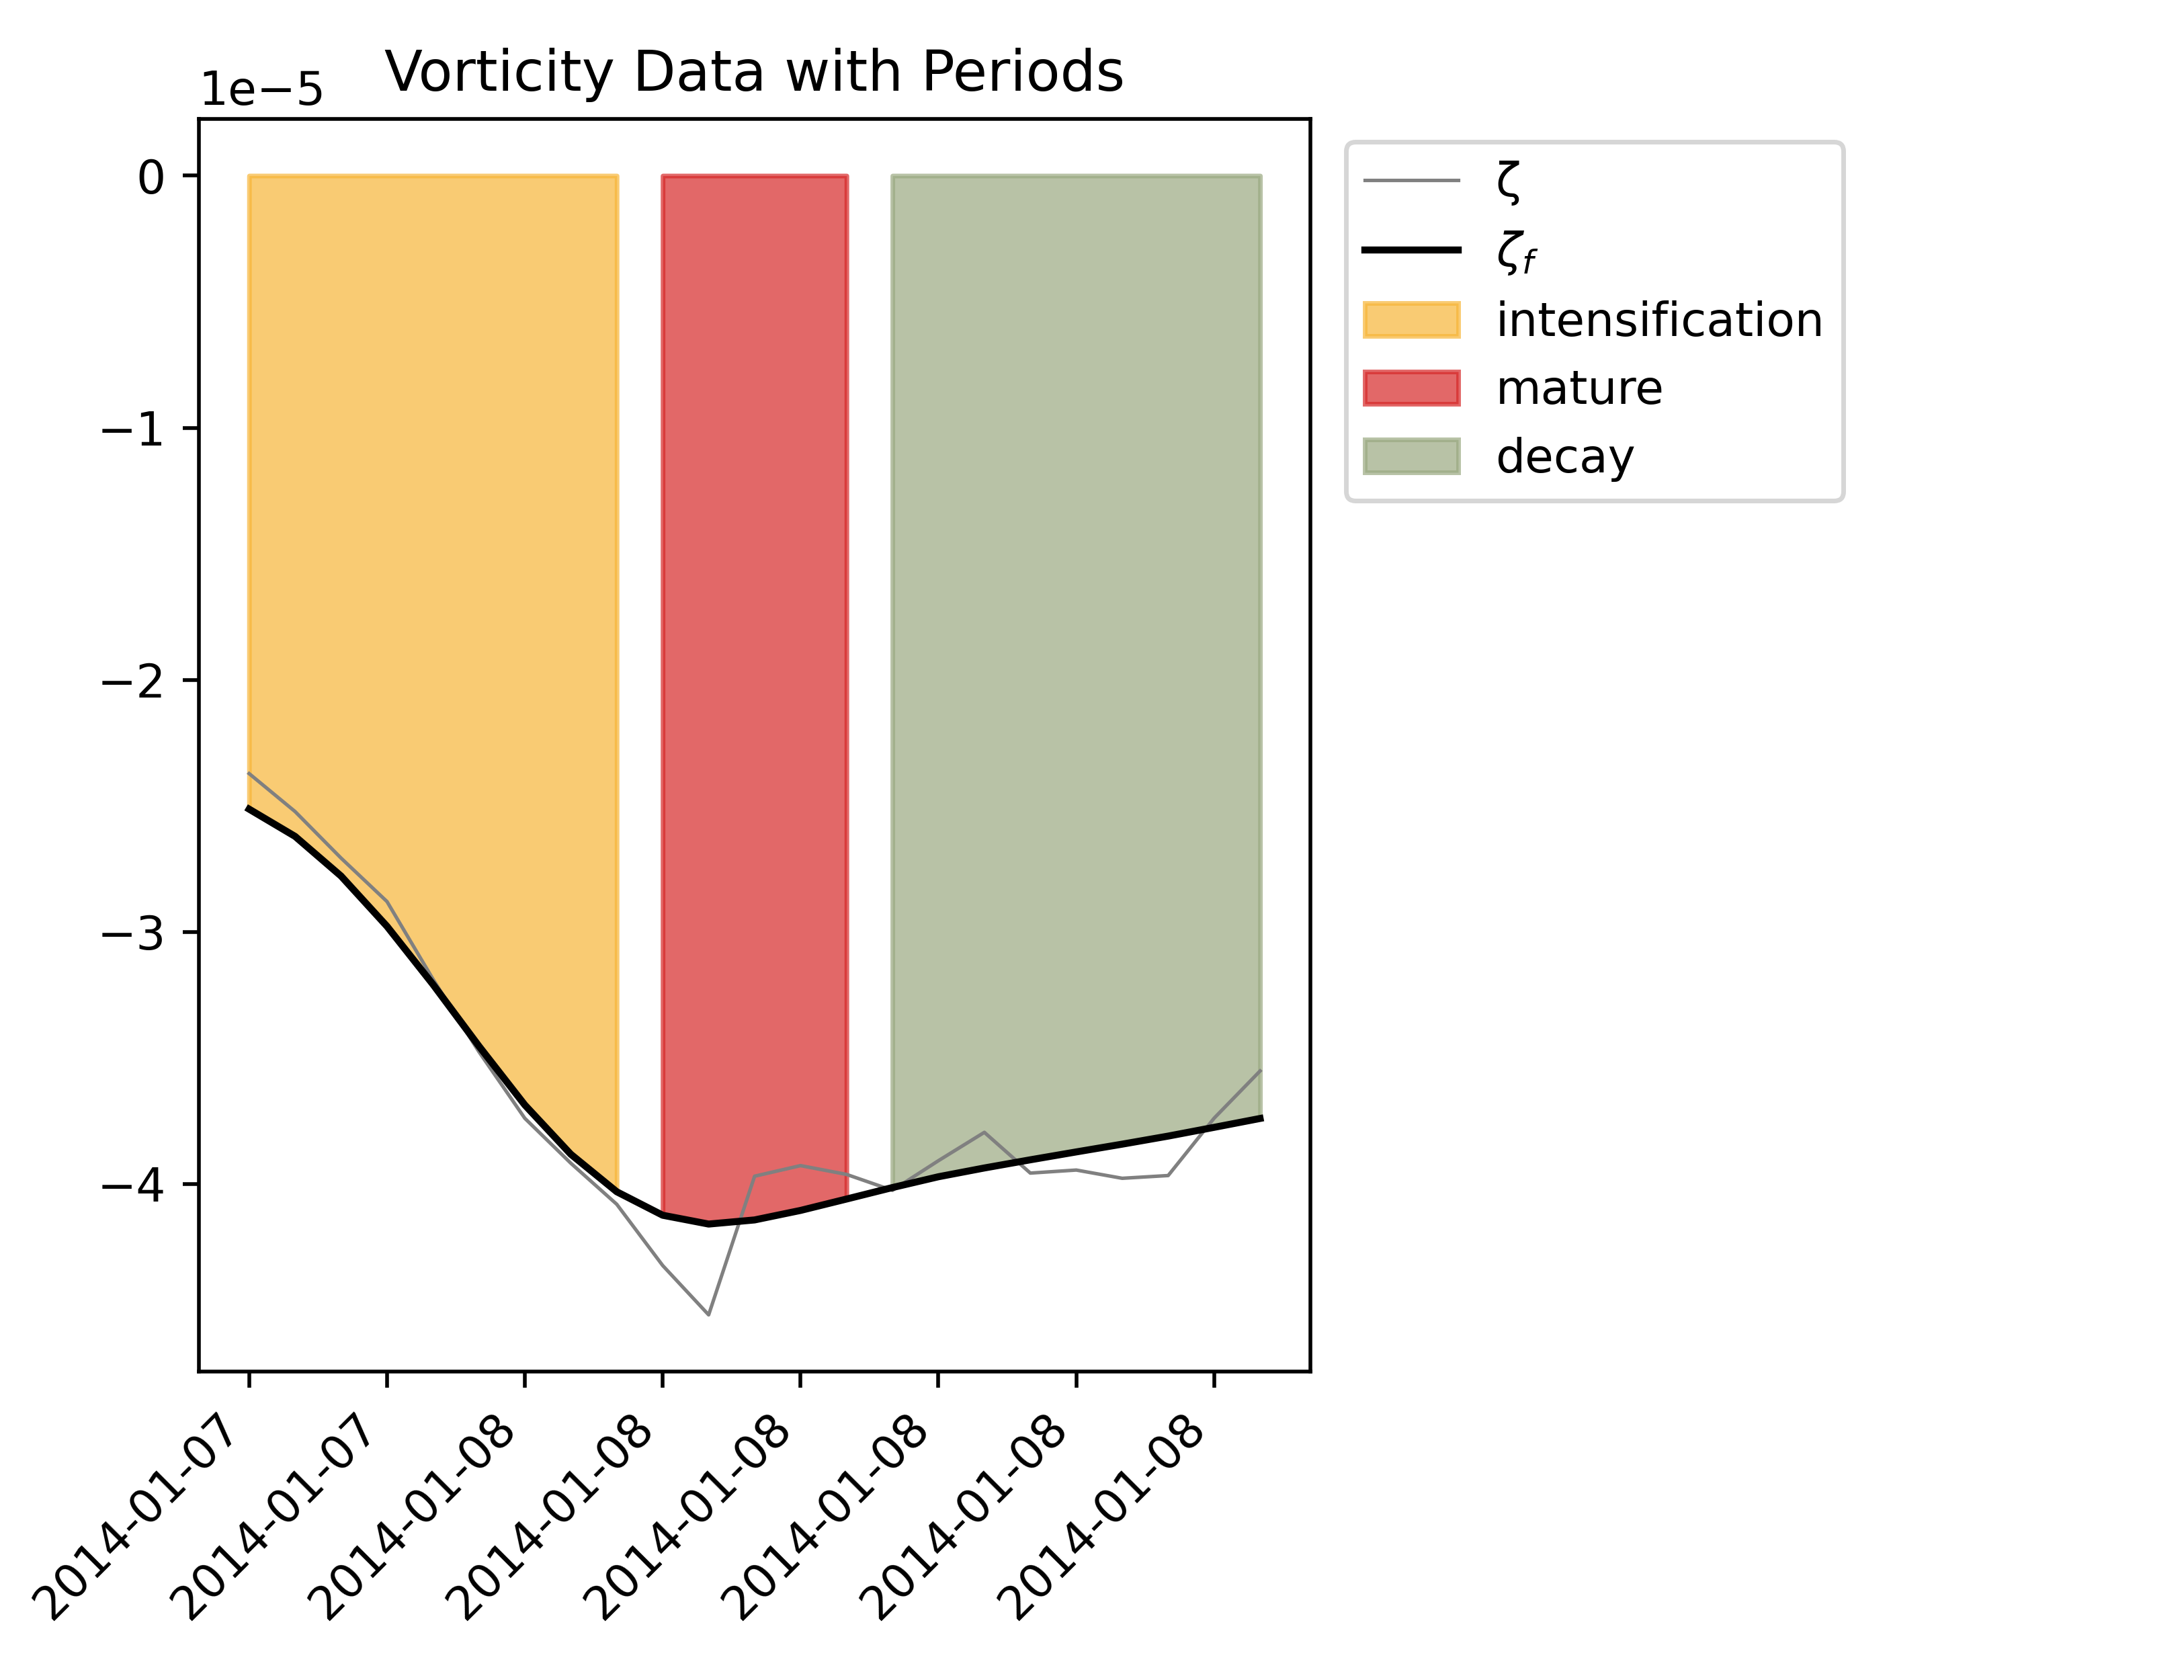 Vorticity Data with Periods
1e−5
0
−1
−2
−3
−4
2014-01-07
2014-01-07
2014-01-08
2014-01-08
2014-01-08
2014-01-08
2014-01-08
2014-01-08
ζ
ζf
intensification
mature
decay